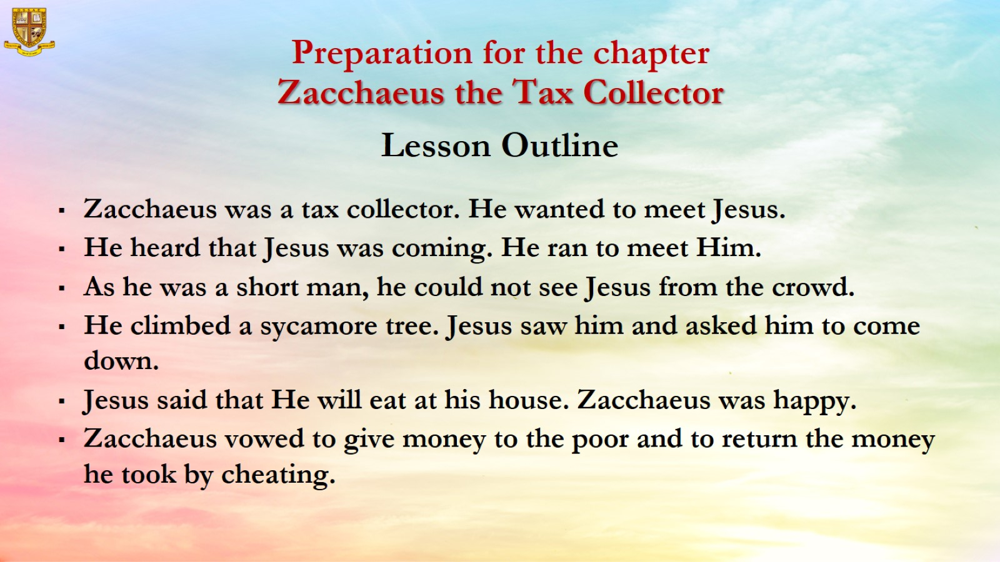 Preparation for the chapter
Zacchaeus the Tax Collector
Lesson Outline
▪ Zacchaeus was a tax collector. He wanted to meet Jesus.
▪ He heard that Jesus was coming. He ran to meet Him.
▪ As he was a short man, he could not see Jesus from the crowd.
▪ He climbed a sycamore tree. Jesus saw him and asked him to come
down.
▪ Jesus said that He will eat at his house. Zacchaeus was happy.
▪ Zacchaeus vowed to give money to the poor and to return the money
he took by cheating.